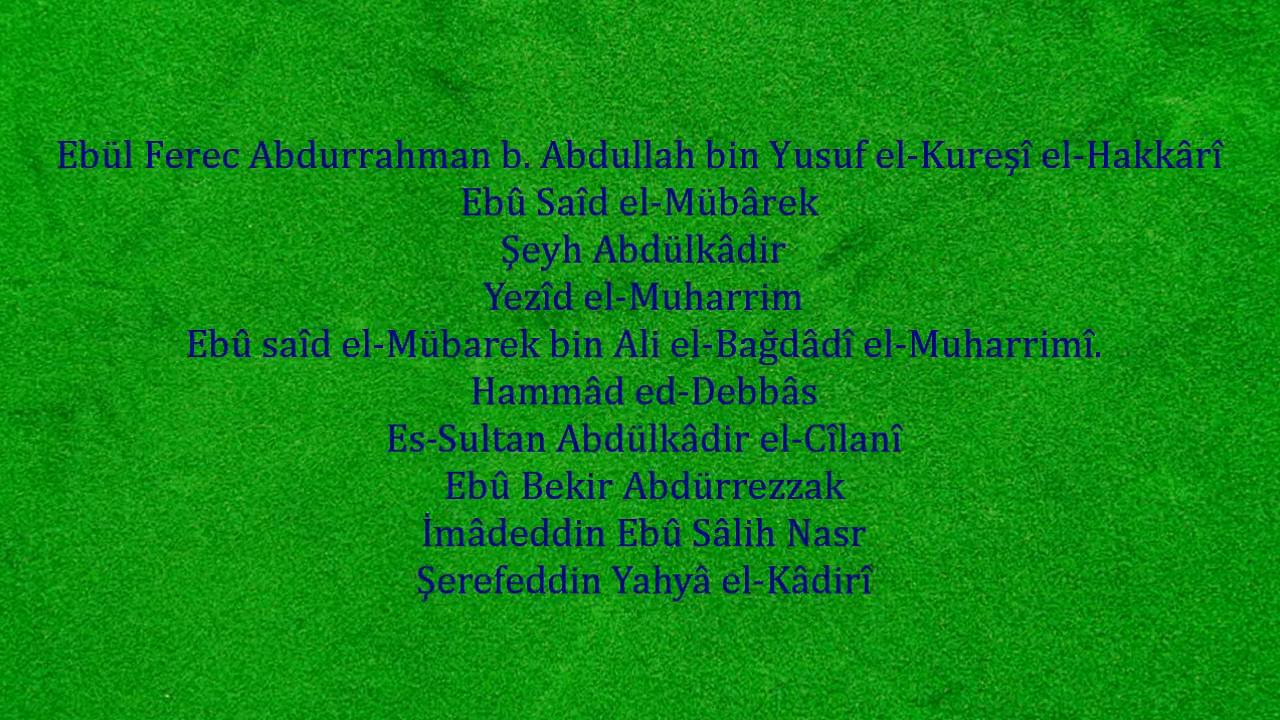 Ebül Ferec Abdurrahman b. Abdullah bin Yusuf el-Kureşî el-Hakkârî
Ebû Saîd el-Mübârek
Şeyh Abdülkâdir
Yezîd el-Muharrim
Ebû saîd el-Mübarek bin Ali el-Bağdâdî el-Muharrimî.
Hammâd ed-Debbâs
Es-Sultan Abdülkâdir el-Cîlanî
Ebû Bekir Abdürrezzak
İmâdeddin Ebû Sâlih Nasr
Şerefeddin Yahyâ el-Kâdirî